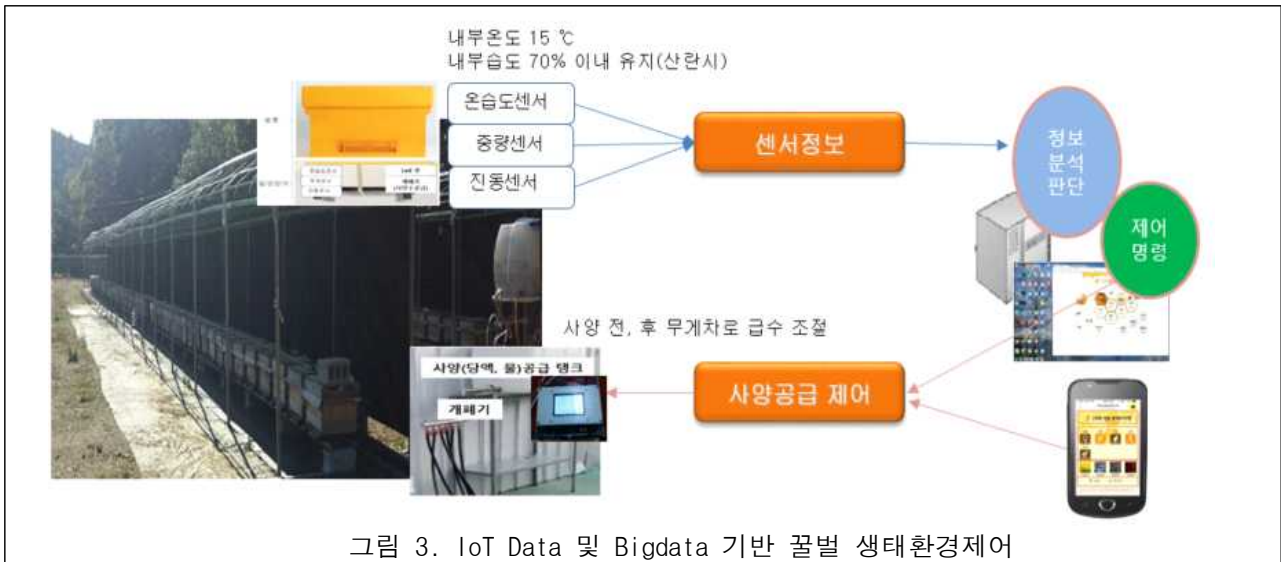 내부온도 15 ℃
내부습도 70% 이내 유지(산란시)
온습도센서
중량센서
진동센서
센서정보
정보
분석
판단
제어
명령
사양 전, 후 무게차로 급수 조절
사양(당액, 물)공급 탱크
개폐기
사양공급 제어
그림 3. IoT Data 및 Bigdata 기반 꿀벌 생태환경제어